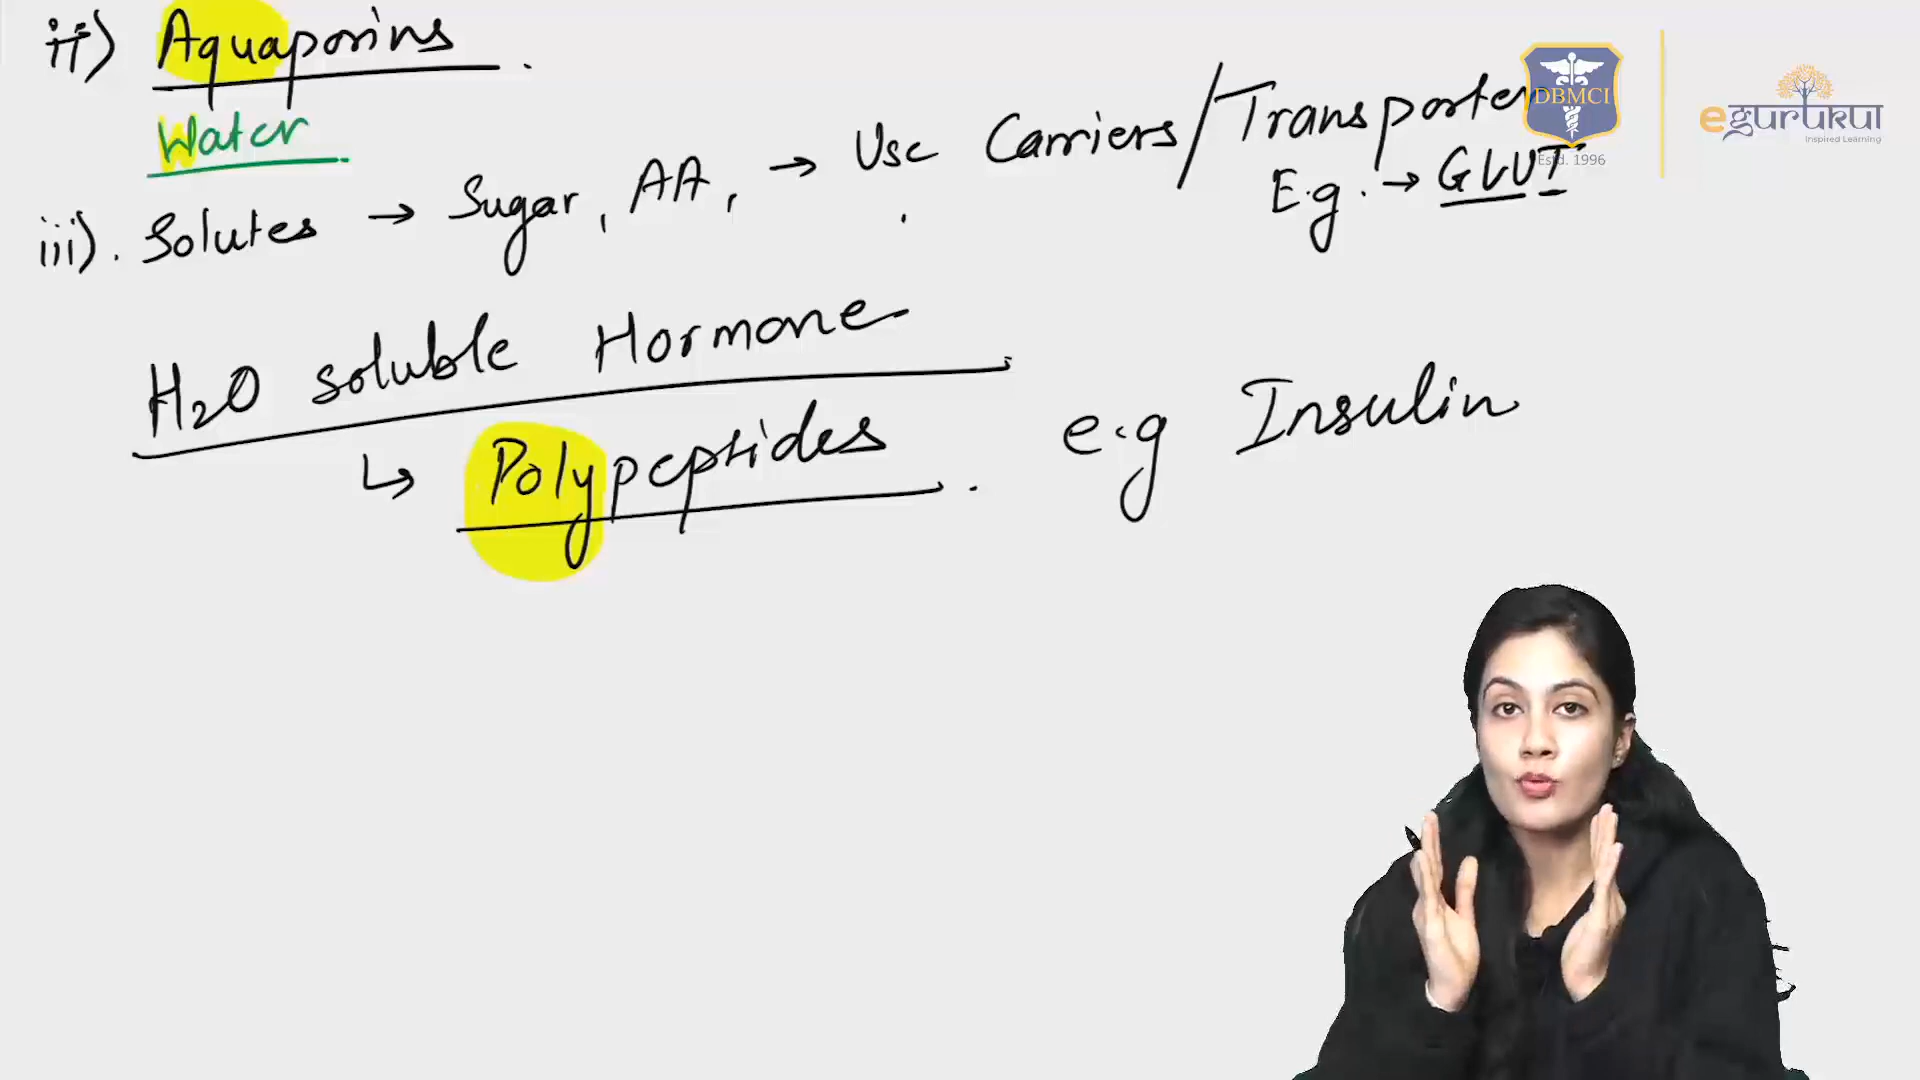 ii) Aquaporins.
Water
iii). Solutes → Sugar, AA, → Use Carriers/Transporter
E.g. → GLUT
H2O soluble Hormone
↳ Polypeptides. e.g Insulin
DBMCI
Estd. 1996
egurukul
Inspired Learning